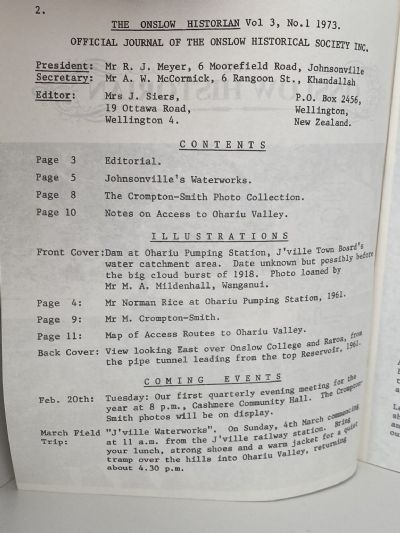 2.
THE ONSLOW HISTORIAN Vol 3, No.1 1973.
OFFICIAL JOURNAL OF THE ONSLOW HISTORICAL SOCIETY INC.
President: Mr R. J. Meyer, 6 Moorefield Road, Johnsonville
Secretary: Mr A. W. McCormick, 6 Rangoon St., Khandallah
Editor: Mrs J. Siers, P.O. Box 2456,
19 Ottawa Road, Wellington,
Wellington 4. New Zealand.
CONTENTS
Page 3 Editorial.
Page 5 Johnsonville's Waterworks.
Page 8 The Crompton-Smith Photo Collection.
Page 10 Notes on Access to Ohariu Valley.
ILLUSTRATIONS
Front Cover: Dam at Ohariu Pumping Station, J'ville Town Board's
water catchment area. Date unknown but possibly before
the big cloud burst of 1918. Photo loaned by
Mr M. A. Mildenhall, Wanganui.
Page 4: Mr Norman Rice at Ohariu Pumping Station, 1961.
Page 9: Mr M. Crompton-Smith.
Page 11: Map of Access Routes to Ohariu Valley.
Back Cover: View looking East over Onslow College and Raroa, from
the pipe tunnel leading from the top Reservoir, 1961.
COMING EVENTS
Feb. 20th: Tuesday: Our first quarterly evening meeting for the
year at 8 p.m., Cashmere Community Hall. The Crompton-
Smith photos will be on display.
March Field "J'ville Waterworks". On Sunday, 4th March commencing
Trip: at 11 a.m. from the J'ville railway station. Bring
your lunch, strong shoes and a warm jacket for a quiet
tramp over the hills into Ohariu Valley, returning
about 4.30 p.m.